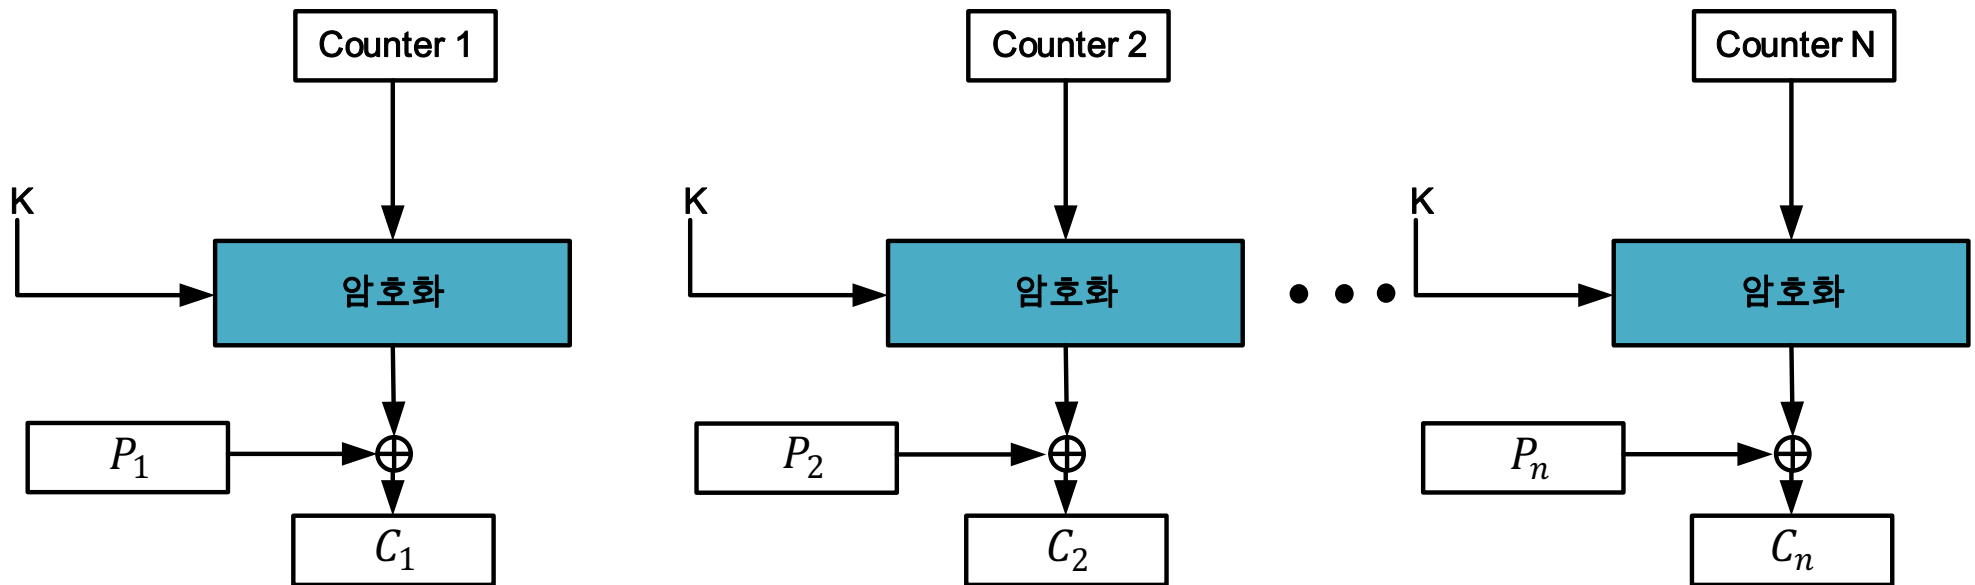 Counter 1
Counter 2
Counter N
K
K
K
암호화
암호화
암호화
P₁
P₂
Pₙ
C₁
C₂
Cₙ